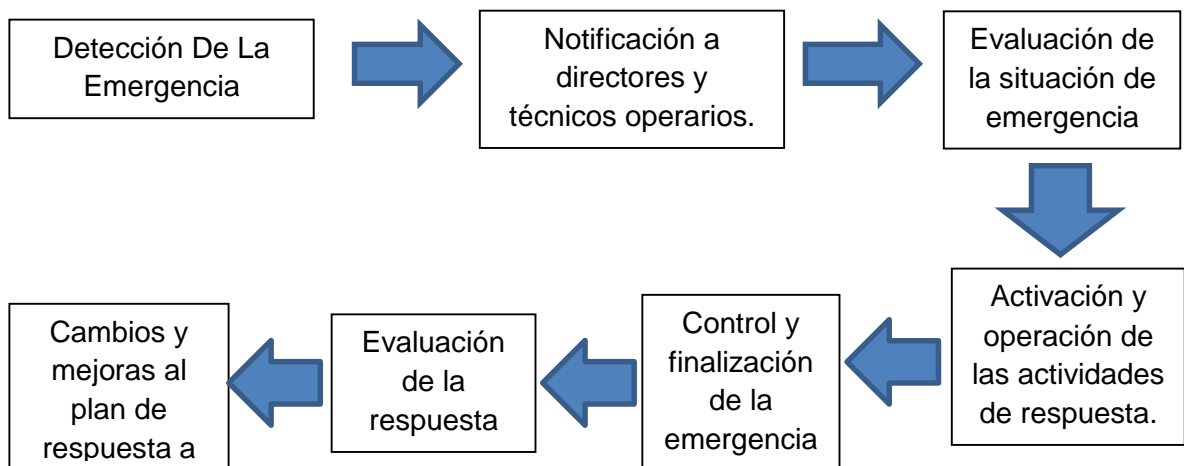 Detección De La
Emergencia
Notificación a
directores y
técnicos operarios.
Evaluación de
la situación de
emergencia
Activación y
operación de
las actividades
de respuesta.
Control y
finalización
de la
emergencia
Evaluación
de la
respuesta
Cambios y
mejoras al
plan de
respuesta a